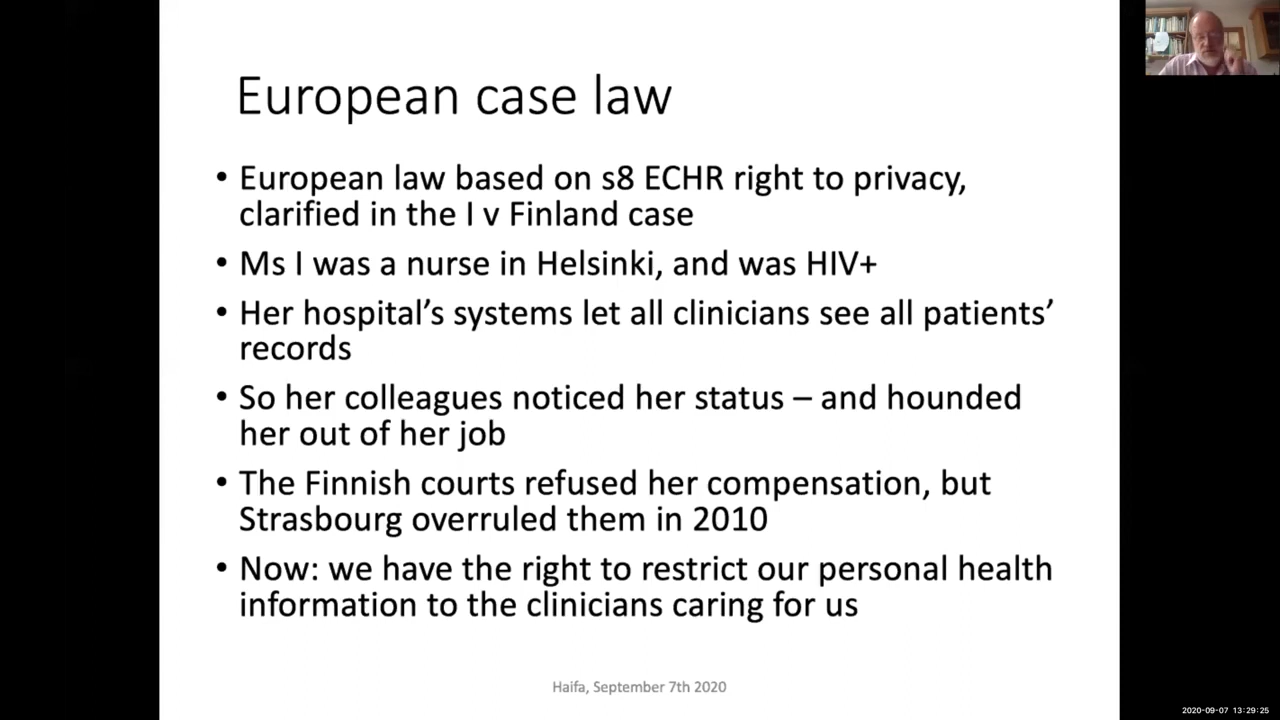 European case law
• European law based on s8 ECHR right to privacy,
clarified in the I v Finland case
• Ms I was a nurse in Helsinki, and was HIV+
• Her hospital’s systems let all clinicians see all patients’
records
• So her colleagues noticed her status – and hounded
her out of her job
• The Finnish courts refused her compensation, but
Strasbourg overruled them in 2010
• Now: we have the right to restrict our personal health
information to the clinicians caring for us
Haifa, September 7th 2020
2020-09-07 13:29:25